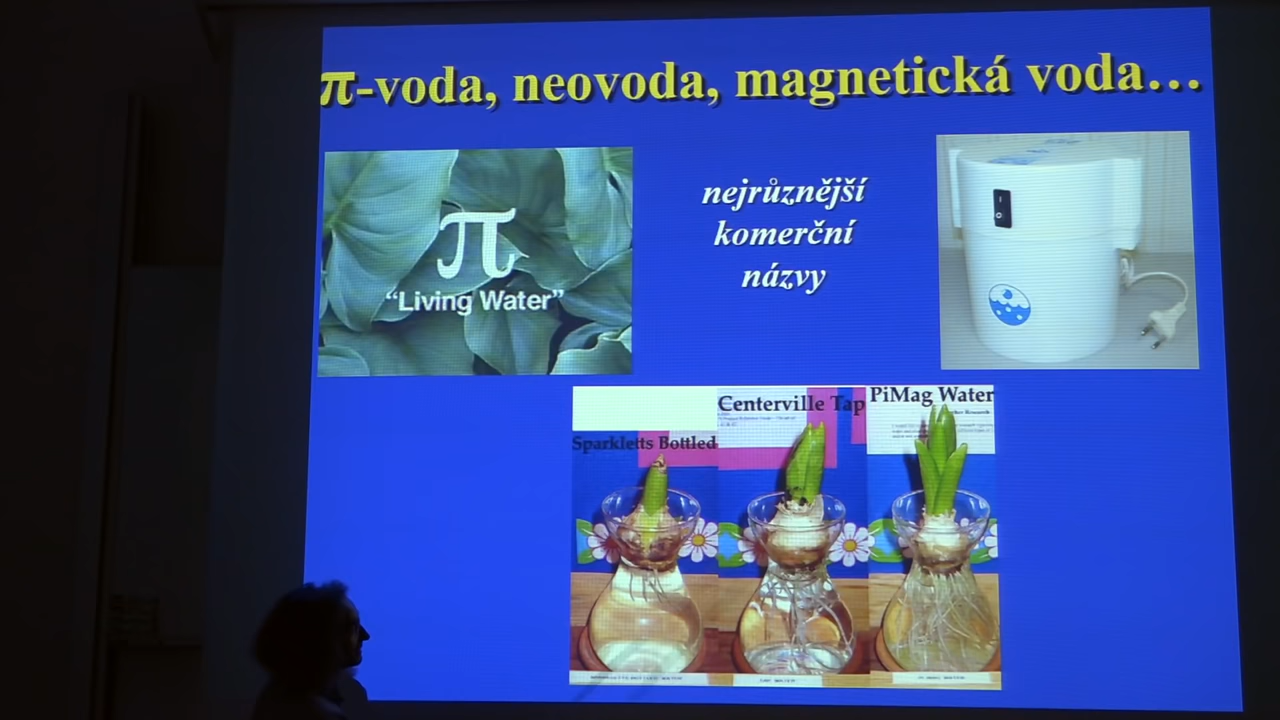 π-voda, neovoda, magnetická voda…
π
“Living Water”
nejrůznější
komerční
názvy
Sparkletts Bottled
Centerville Tap
PiMag Water